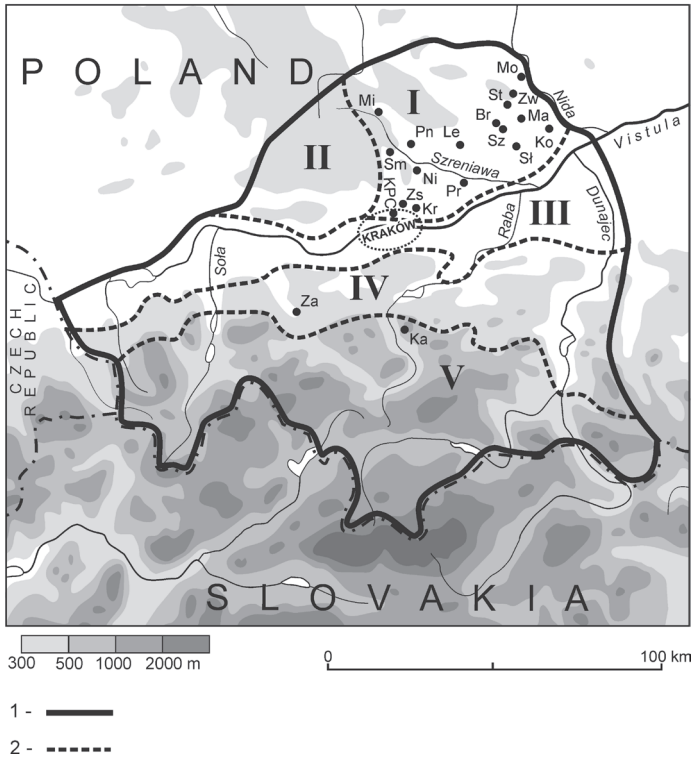 POLAND
Mo
I
St
Zw
Nida
Mi
Br
Ma
Vistula
Pn
Le
Sz
Ko
II
Sm
Szreniawa
Sł
KPC
Ni
Pr
Zs
Kr
III
Dunajec
KRAKÓW
Raba
Soła
IV
CZECH
REPUBLIC
Za
Ka
V
SLOVAKIA
300 500 1000 2000 m
0 100 km
1 -
2 -